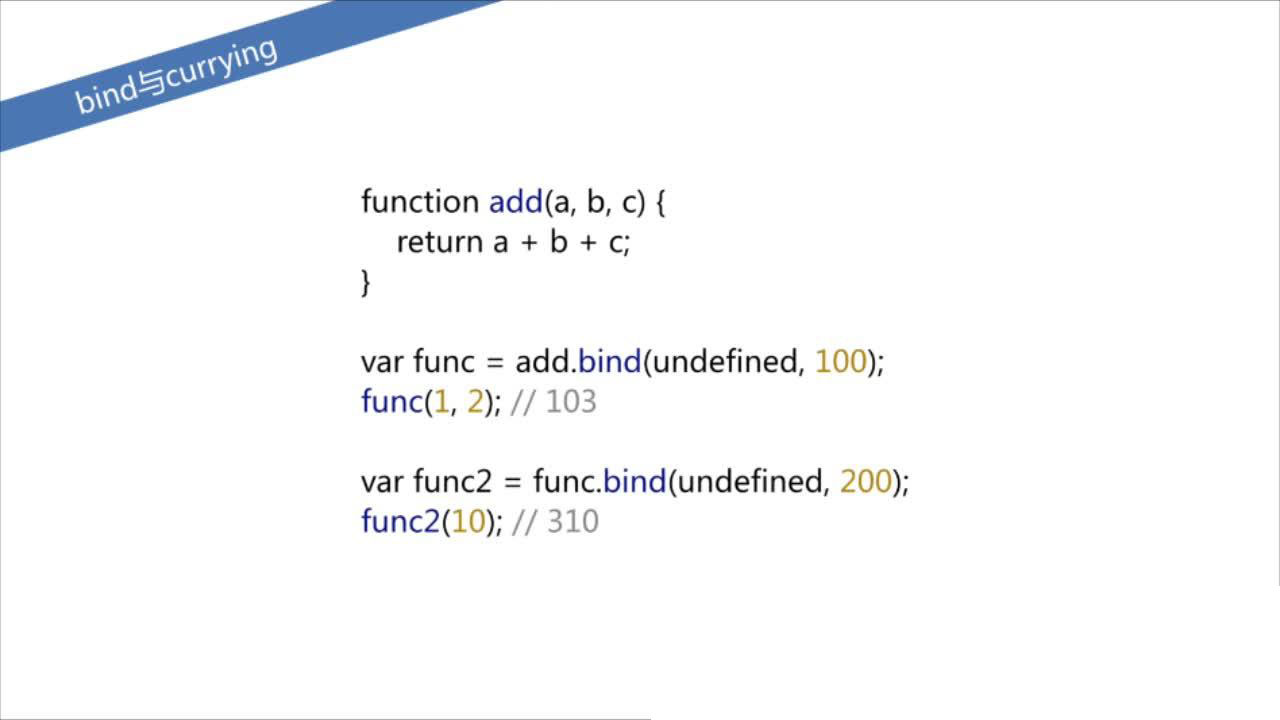 bind与currying
function add(a, b, c) {
return a + b + c;
}
var func = add.bind(undefined, 100);
func(1, 2); // 103
var func2 = func.bind(undefined, 200);
func2(10); // 310